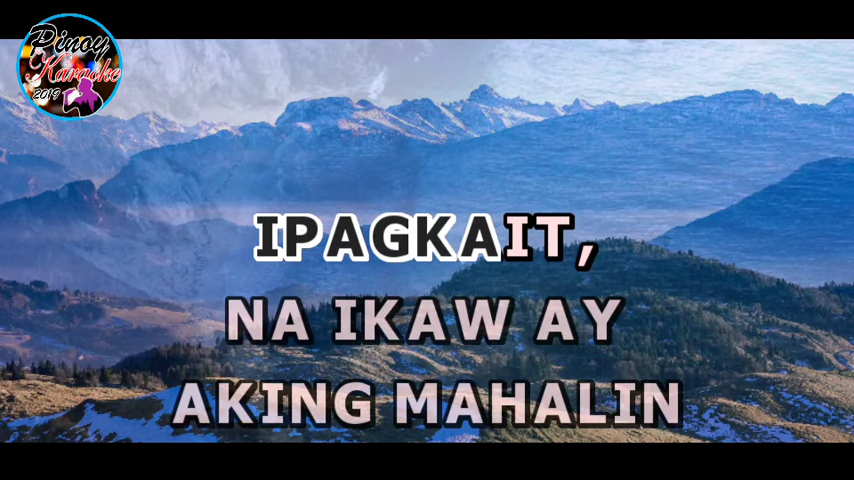 Pinoy
Karaoke
2019
IPAGKAIT,
NA IKAW AY
AKING MAHALIN